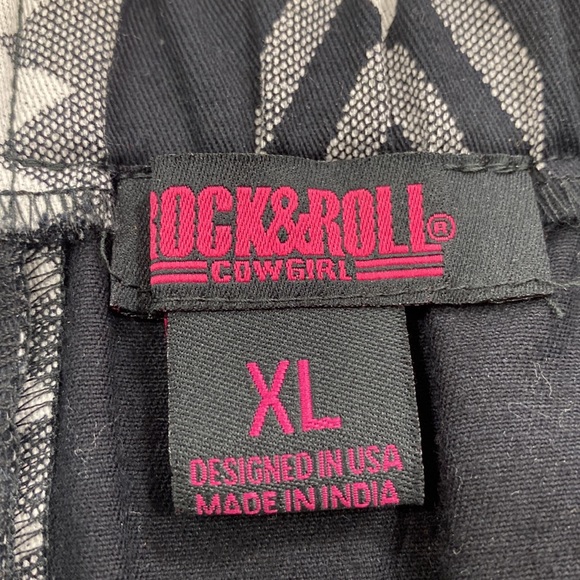 ROCK&ROLL®
COWGIRL
XL
DESIGNED IN USA
MADE IN INDIA